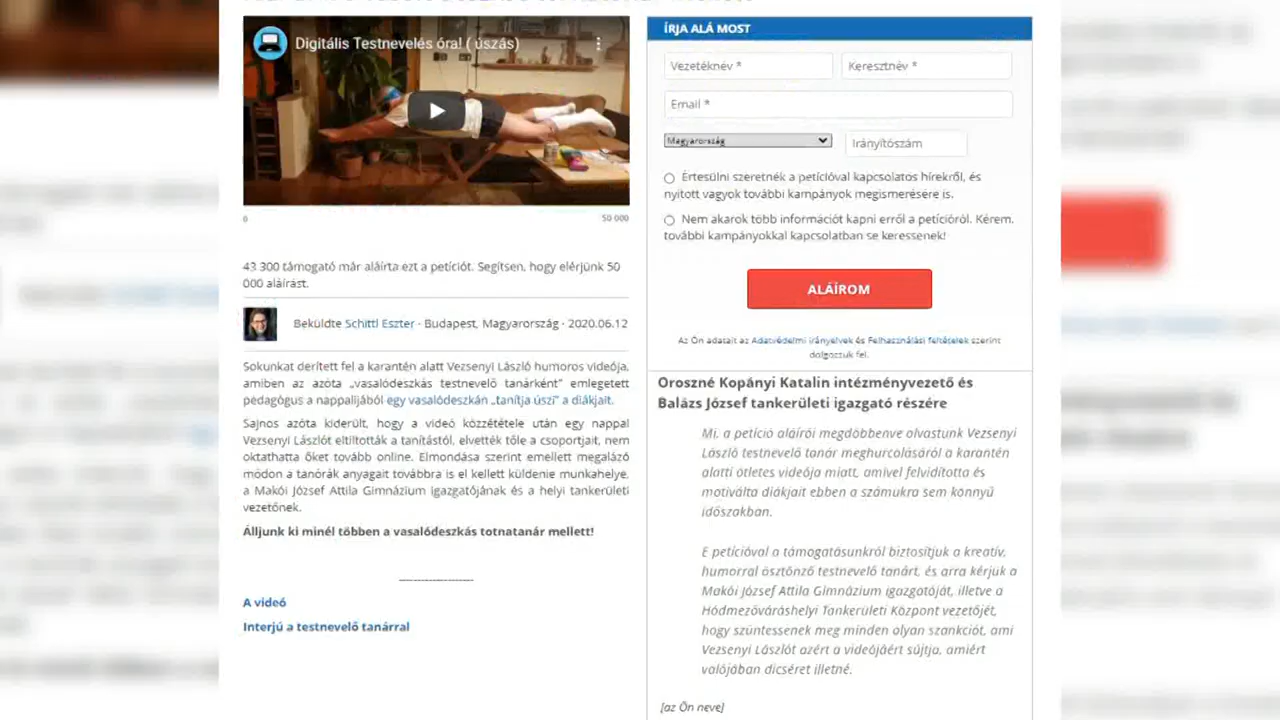 Digitális Testnevelés óra! ( úszás)
0
50 000
43 300 támogató már aláírta ezt a petíciót. Segítsen, hogy elérjünk 50
000 aláírást.
Beküldte Schittl Eszter · Budapest, Magyarország · 2020.06.12
Sokunkat derített fel a karantén alatt Vezsenyi László humoros videója,
amiben az azóta „vasalódeszkás testnevelő tanárként” emlegetett
pedagógus a nappalijából egy vasalódeszkán „tanítja úszi” a diákjait.
Sajnos azóta kiderült, hogy a videó közzététele után egy nappal
Vezsenyi Lászlót eltiltották a tanítástól, elvették tőle a csoportjait, nem
oktathatta őket tovább online. Elmondása szerint emellett megalázó
módon a tanórák anyagait továbbra is el kellett küldenie munkahelye,
a Makói József Attila Gimnázium igazgatójának és a helyi tankerületi
vezetőnek.
Álljunk ki minél többen a vasalódeszkás totnatanár mellett!
A videó
Interjú a testnevelő tanárral
ÍRJA ALÁ MOST
Vezetéknév *
Keresztnév *
Email *
Magyarország
Irányítószám
Értesülni szeretnék a petícióval kapcsolatos hírekről, és
nyitott vagyok további kampányok megismerésére is.
Nem akarok több információt kapni erről a petícióról. Kérem,
további kampányokkal kapcsolatban se keressenek!
ALÁÍROM
Az Ön adatait az Adatvédelmi irányelvek és Felhasználási feltételek szerint
dolgozzuk fel.
Oroszné Kopányi Katalin intézményvezető és
Balázs József tankerületi igazgató részére
Mi, a petíció aláírói megdöbbenve olvastunk Vezsenyi
László testnevelő tanár meghurcolásáról a karantén
alatti ötletes videója miatt, amivel felvidította és
motiválta diákjait ebben a számukra sem könnyű
időszakban.
E petícióval a támogatásunkról biztosítjuk a kreatív,
humorral ösztönző testnevelő tanárt, és arra kérjük a
Makói József Attila Gimnázium igazgatóját, illetve a
Hódmezővásárhelyi Tankerületi Központ vezetőjét,
hogy szüntessenek meg minden olyan szankciót, ami
Vezsenyi Lászlót azért a videójáért sújtja, amiért
valójában dicséret illetné.
[az Ön neve]